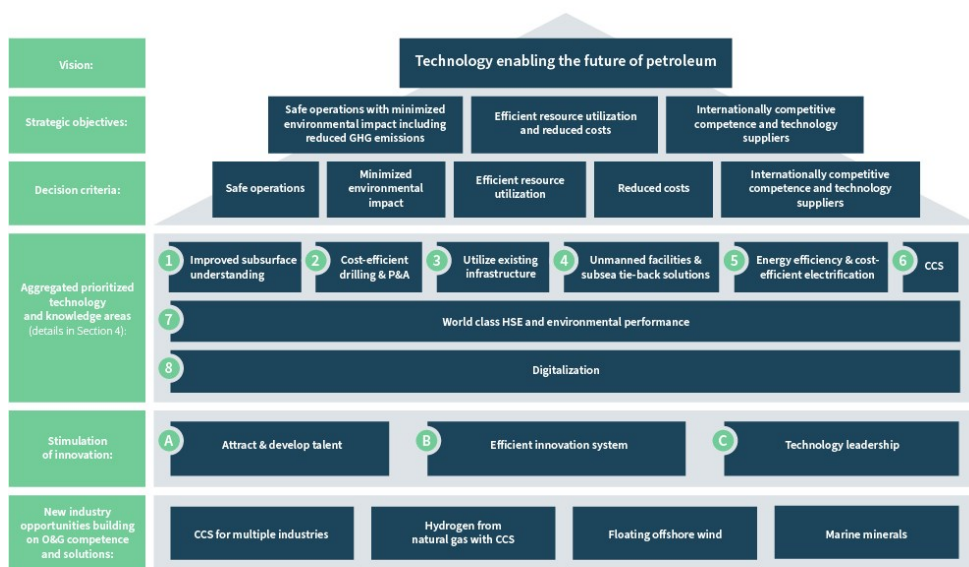 Vision:
Technology enabling the future of petroleum
Strategic objectives:
Safe operations with minimized
environmental impact including
reduced GHG emissions
Efficient resource utilization
and reduced costs
Internationally competitive
competence and technology
suppliers
Decision criteria:
Safe operations
Minimized
environmental
impact
Efficient resource
utilization
Reduced costs
Internationally competitive
competence and technology
suppliers
Aggregated prioritized
technology
and knowledge areas
(details in Section 4):
1
Improved subsurface
understanding
2
Cost-efficient
drilling & P&A
3
Utilize existing
infrastructure
4
Unmanned facilities &
subsea tie-back solutions
5
Energy efficiency & cost-
efficient electrification
6
CCS
7
World class HSE and environmental performance
8
Digitalization
Stimulation
of innovation:
A
Attract & develop talent
B
Efficient innovation system
C
Technology leadership
New industry
opportunities building
on O&G competence
and solutions:
CCS for multiple industries
Hydrogen from
natural gas with CCS
Floating offshore wind
Marine minerals